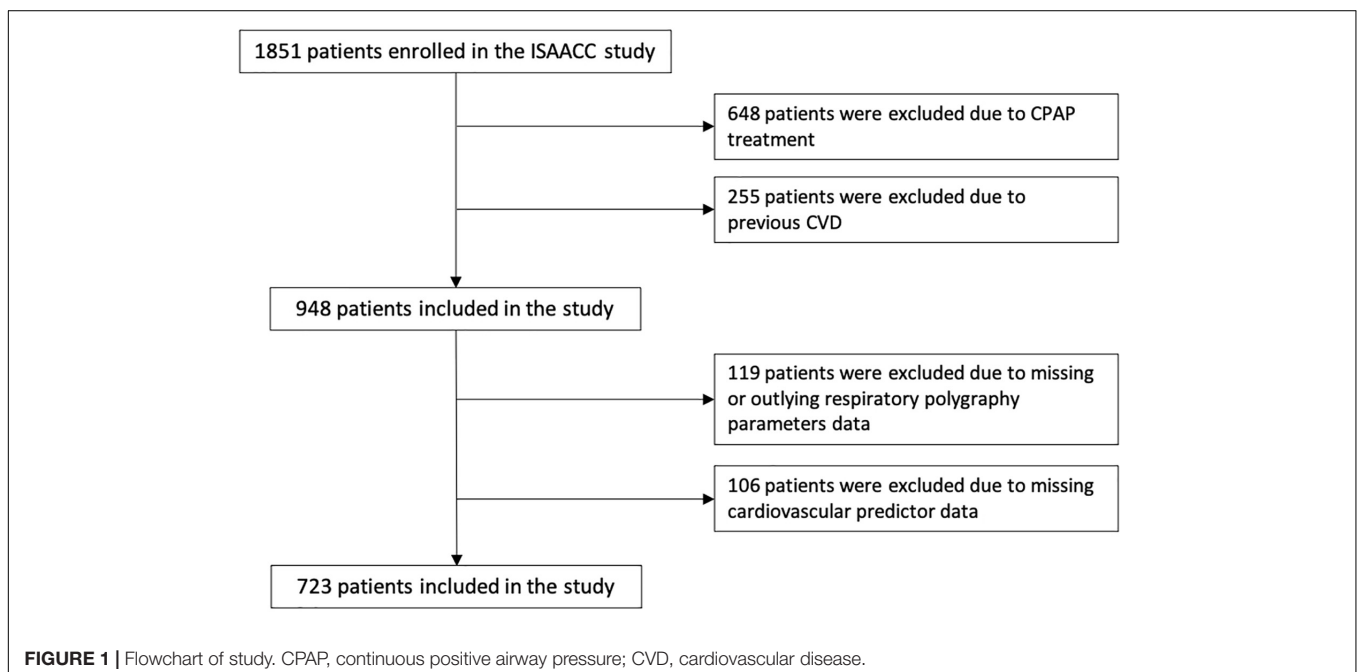 1851 patients enrolled in the ISAACC study
648 patients were excluded due to CPAP
treatment
255 patients were excluded due to
previous CVD
948 patients included in the study
119 patients were excluded due to missing
or outlying respiratory polygraphy
parameters data
106 patients were excluded due to missing
cardiovascular predictor data
723 patients included in the study
FIGURE 1 | Flowchart of study. CPAP, continuous positive airway pressure; CVD, cardiovascular disease.